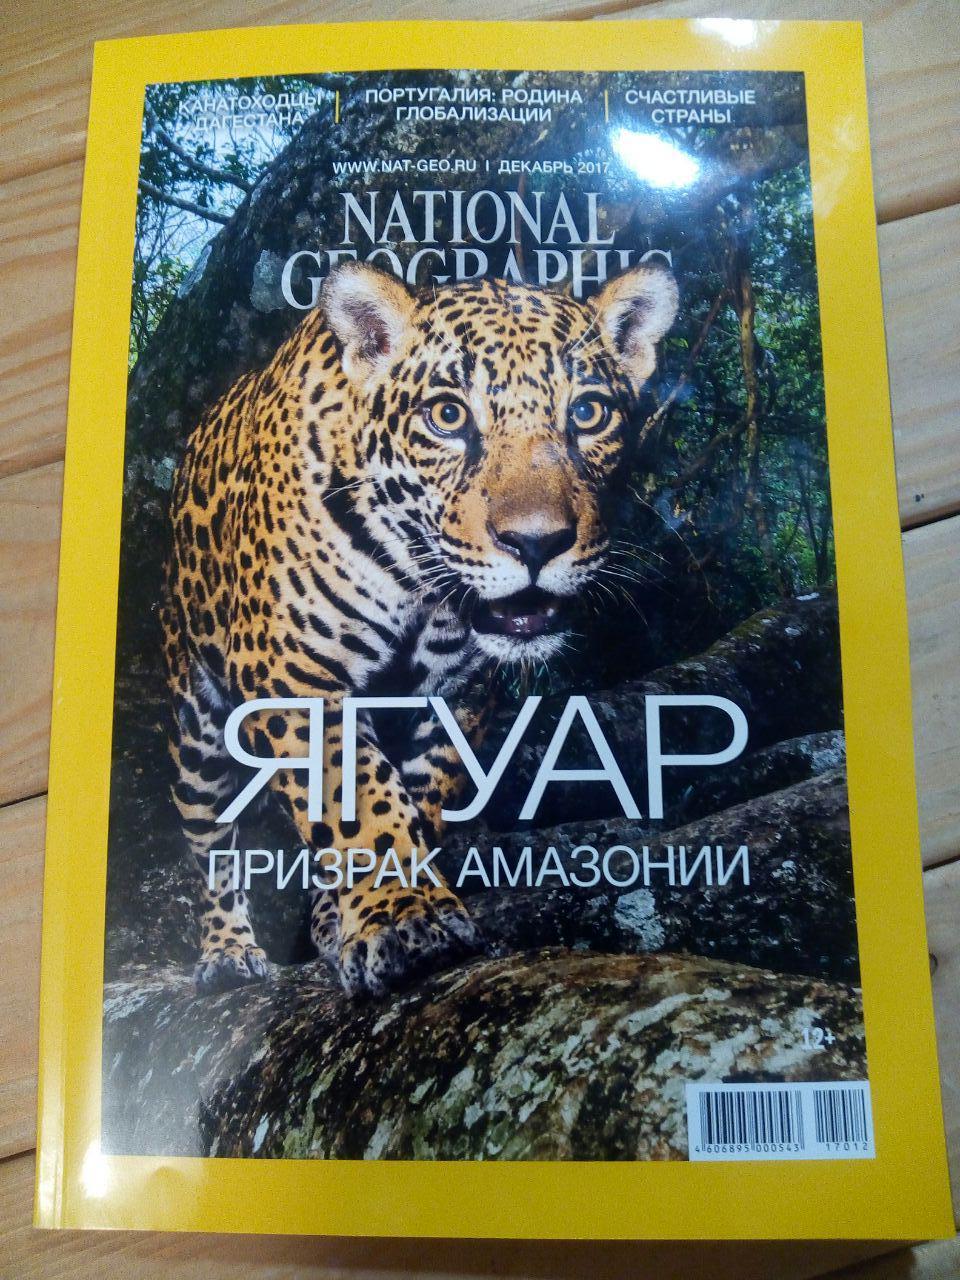 КАНАТОХОДЦЫ
ДАГЕСТАНА
ПОРТУГАЛИЯ: РОДИНА
ГЛОБАЛИЗАЦИИ
СЧАСТЛИВЫЕ
СТРАНЫ
WWW.NAT-GEO.RU | ДЕКАБРЬ 2017
NATIONAL
GEOGRAPHIC
ЯГУАР
ПРИЗРАК АМАЗОНИИ
12+
4 606895 000543 17012